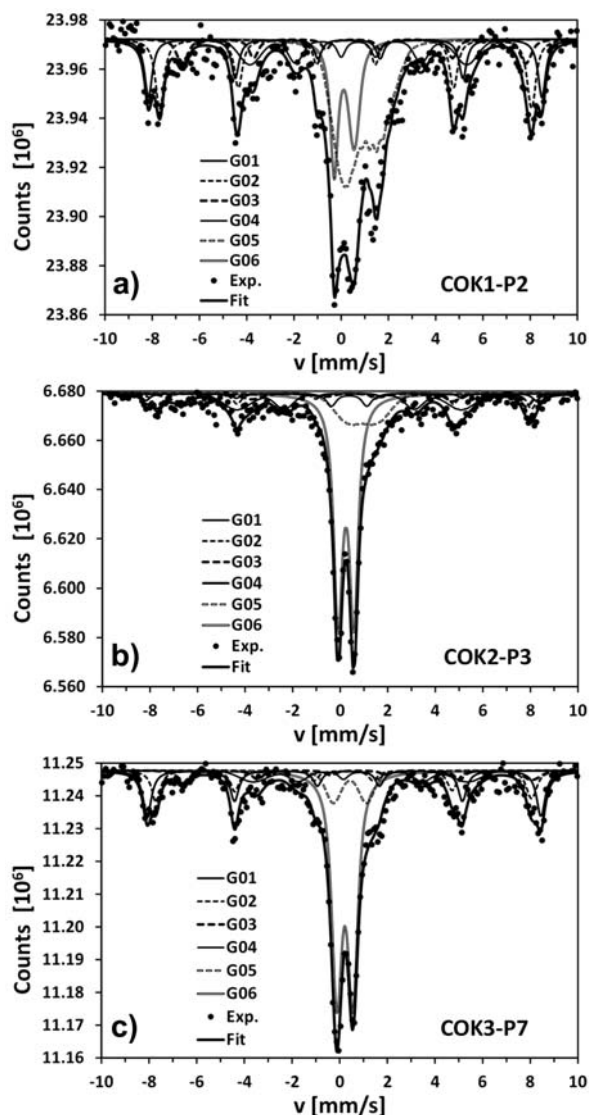 23.98
23.96
23.94
23.92
23.90
23.88
23.86
Counts [10⁶]
G01
G02
G03
G04
G05
G06
Exp.
Fit
a)
COK1-P2
-10 -8 -6 -4 -2 0 2 4 6 8 10
v [mm/s]
6.680
6.660
6.640
6.620
6.600
6.580
6.560
Counts [10⁶]
G01
G02
G03
G04
G05
G06
Exp.
Fit
b)
COK2-P3
-10 -8 -6 -4 -2 0 2 4 6 8 10
v [mm/s]
11.25
11.24
11.23
11.22
11.21
11.20
11.19
11.18
11.17
11.16
Counts [10⁶]
G01
G02
G03
G04
G05
G06
Exp.
Fit
c)
COK3-P7
-10 -8 -6 -4 -2 0 2 4 6 8 10
v [mm/s]